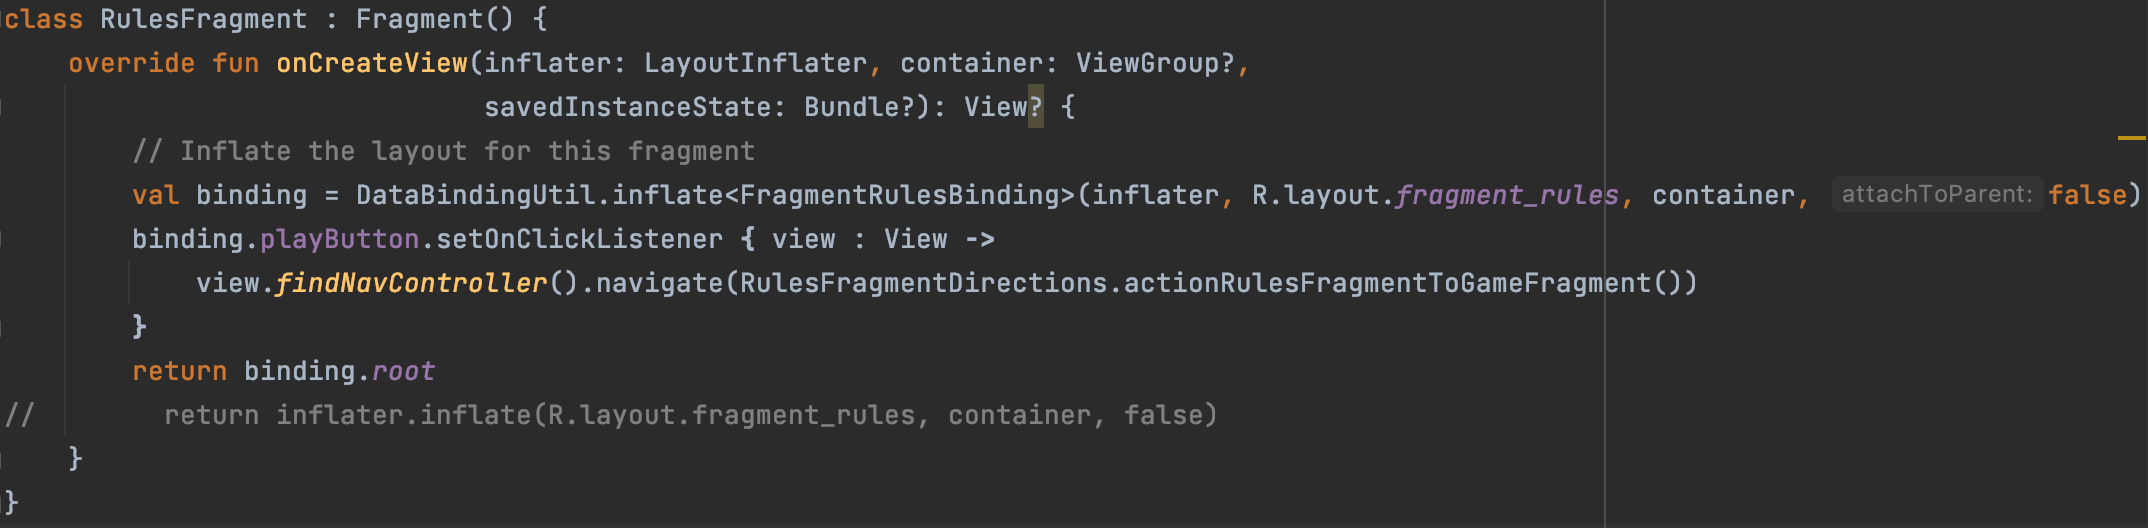 class RulesFragment : Fragment() {
    override fun onCreateView(inflater: LayoutInflater, container: ViewGroup?,
                              savedInstanceState: Bundle?): View? {
        // Inflate the layout for this fragment
        val binding = DataBindingUtil.inflate<FragmentRulesBinding>(inflater, R.layout.fragment_rules, container, attachToParent: false)
        binding.playButton.setOnClickListener { view : View ->
            view.findNavController().navigate(RulesFragmentDirections.actionRulesFragmentToGameFragment())
        }
        return binding.root
//        return inflater.inflate(R.layout.fragment_rules, container, false)
    }
}